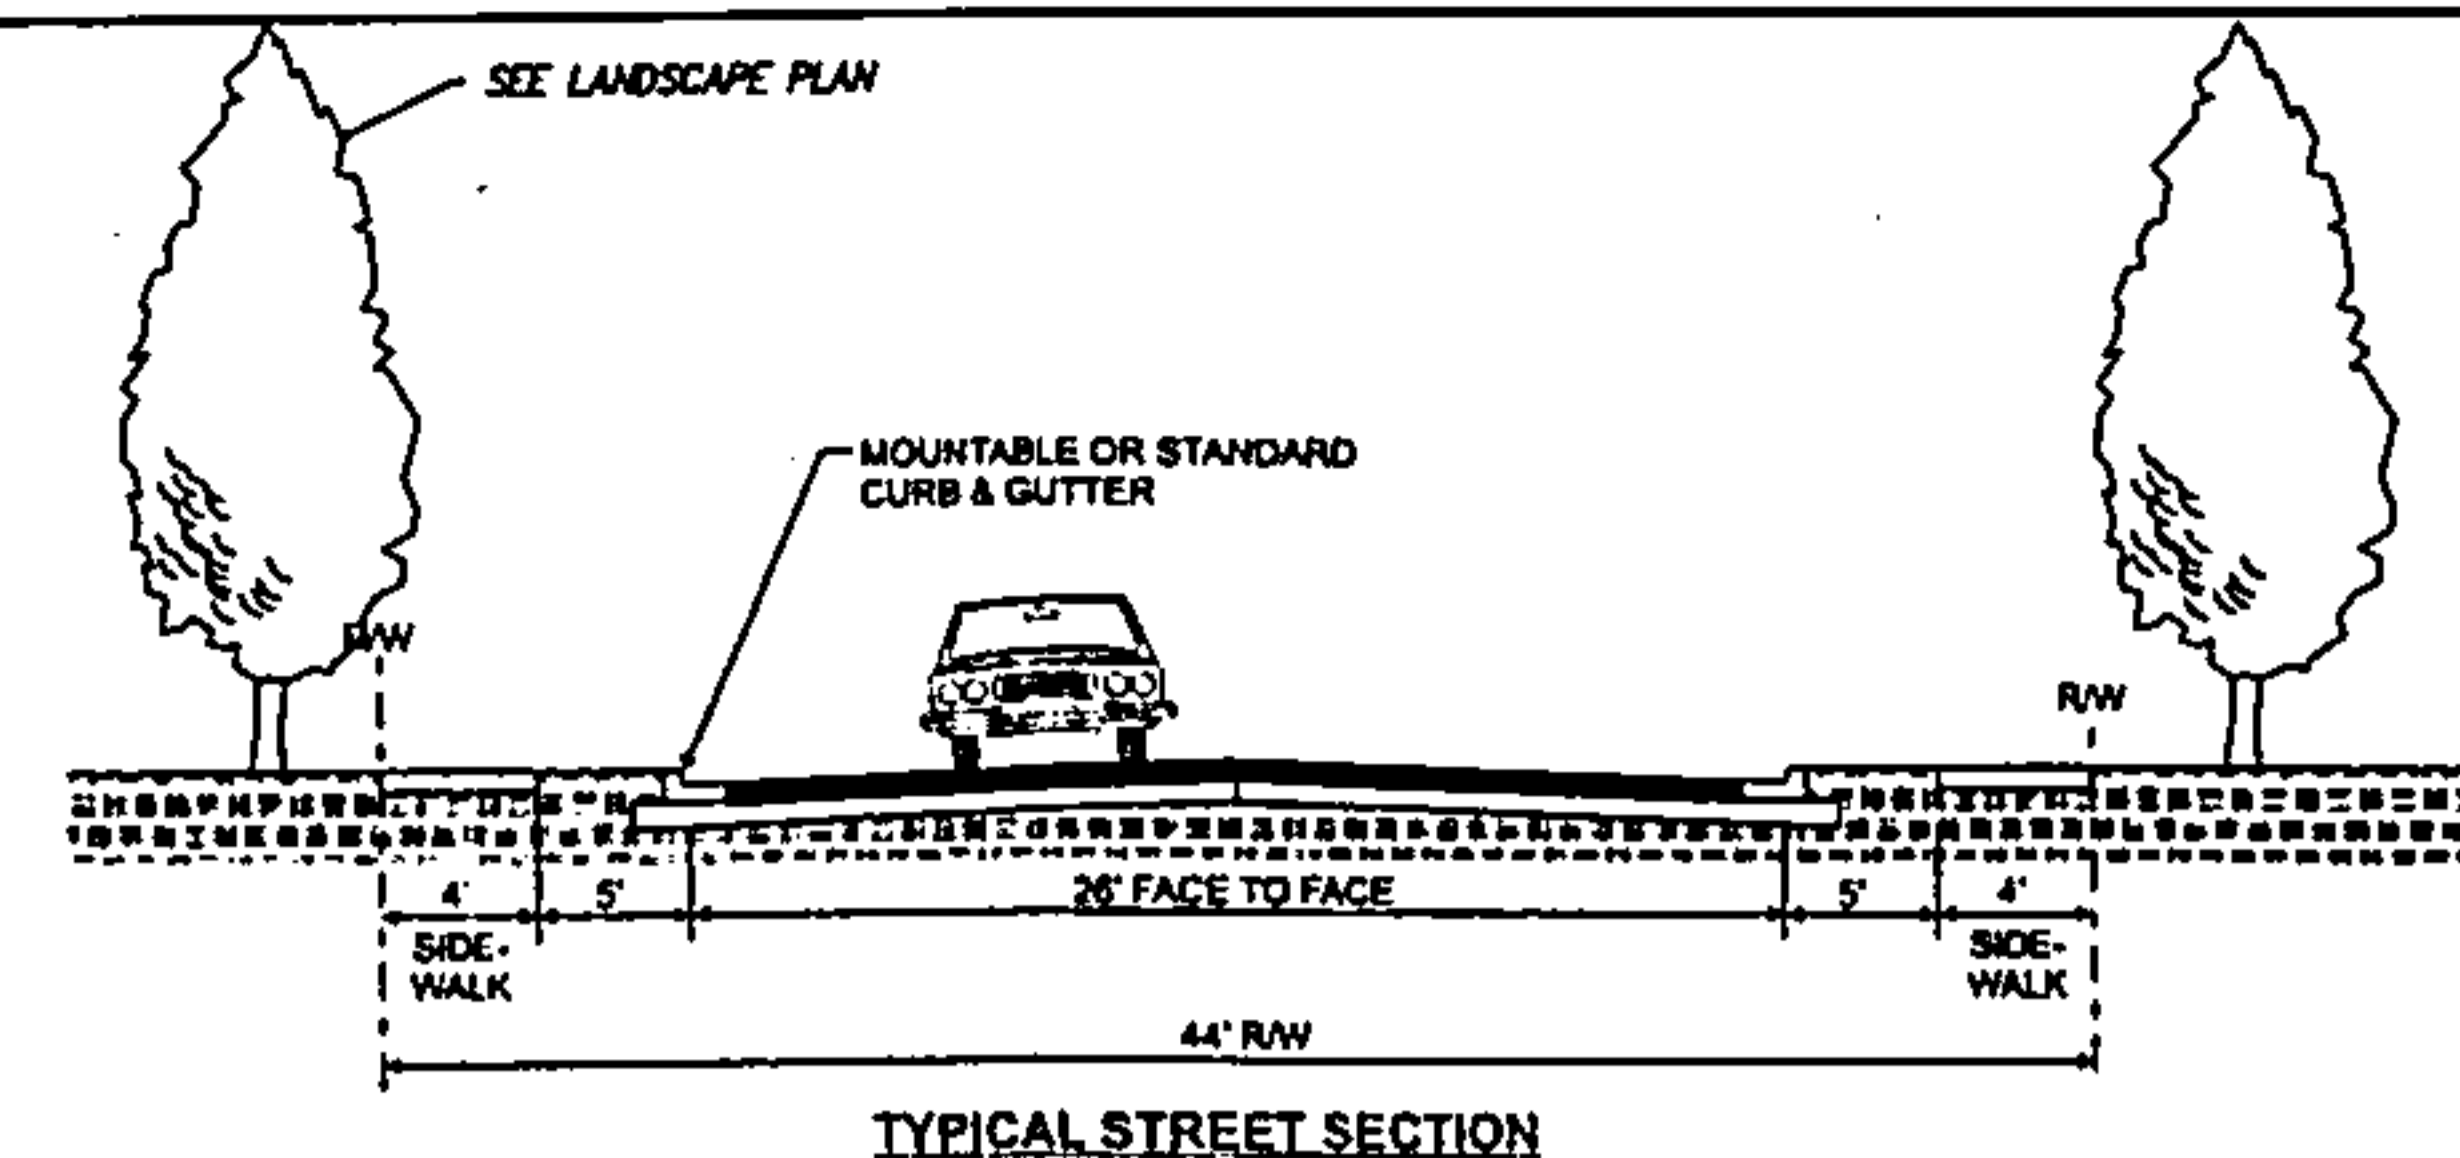 SEE LANDSCAPE PLAN
MOUNTABLE OR STANDARD
CURB & GUTTER
R/W
R/W
4' 5' 26' FACE TO FACE 5' 4'
SIDE-
WALK
SIDE-
WALK
44' R/W
TYPICAL STREET SECTION